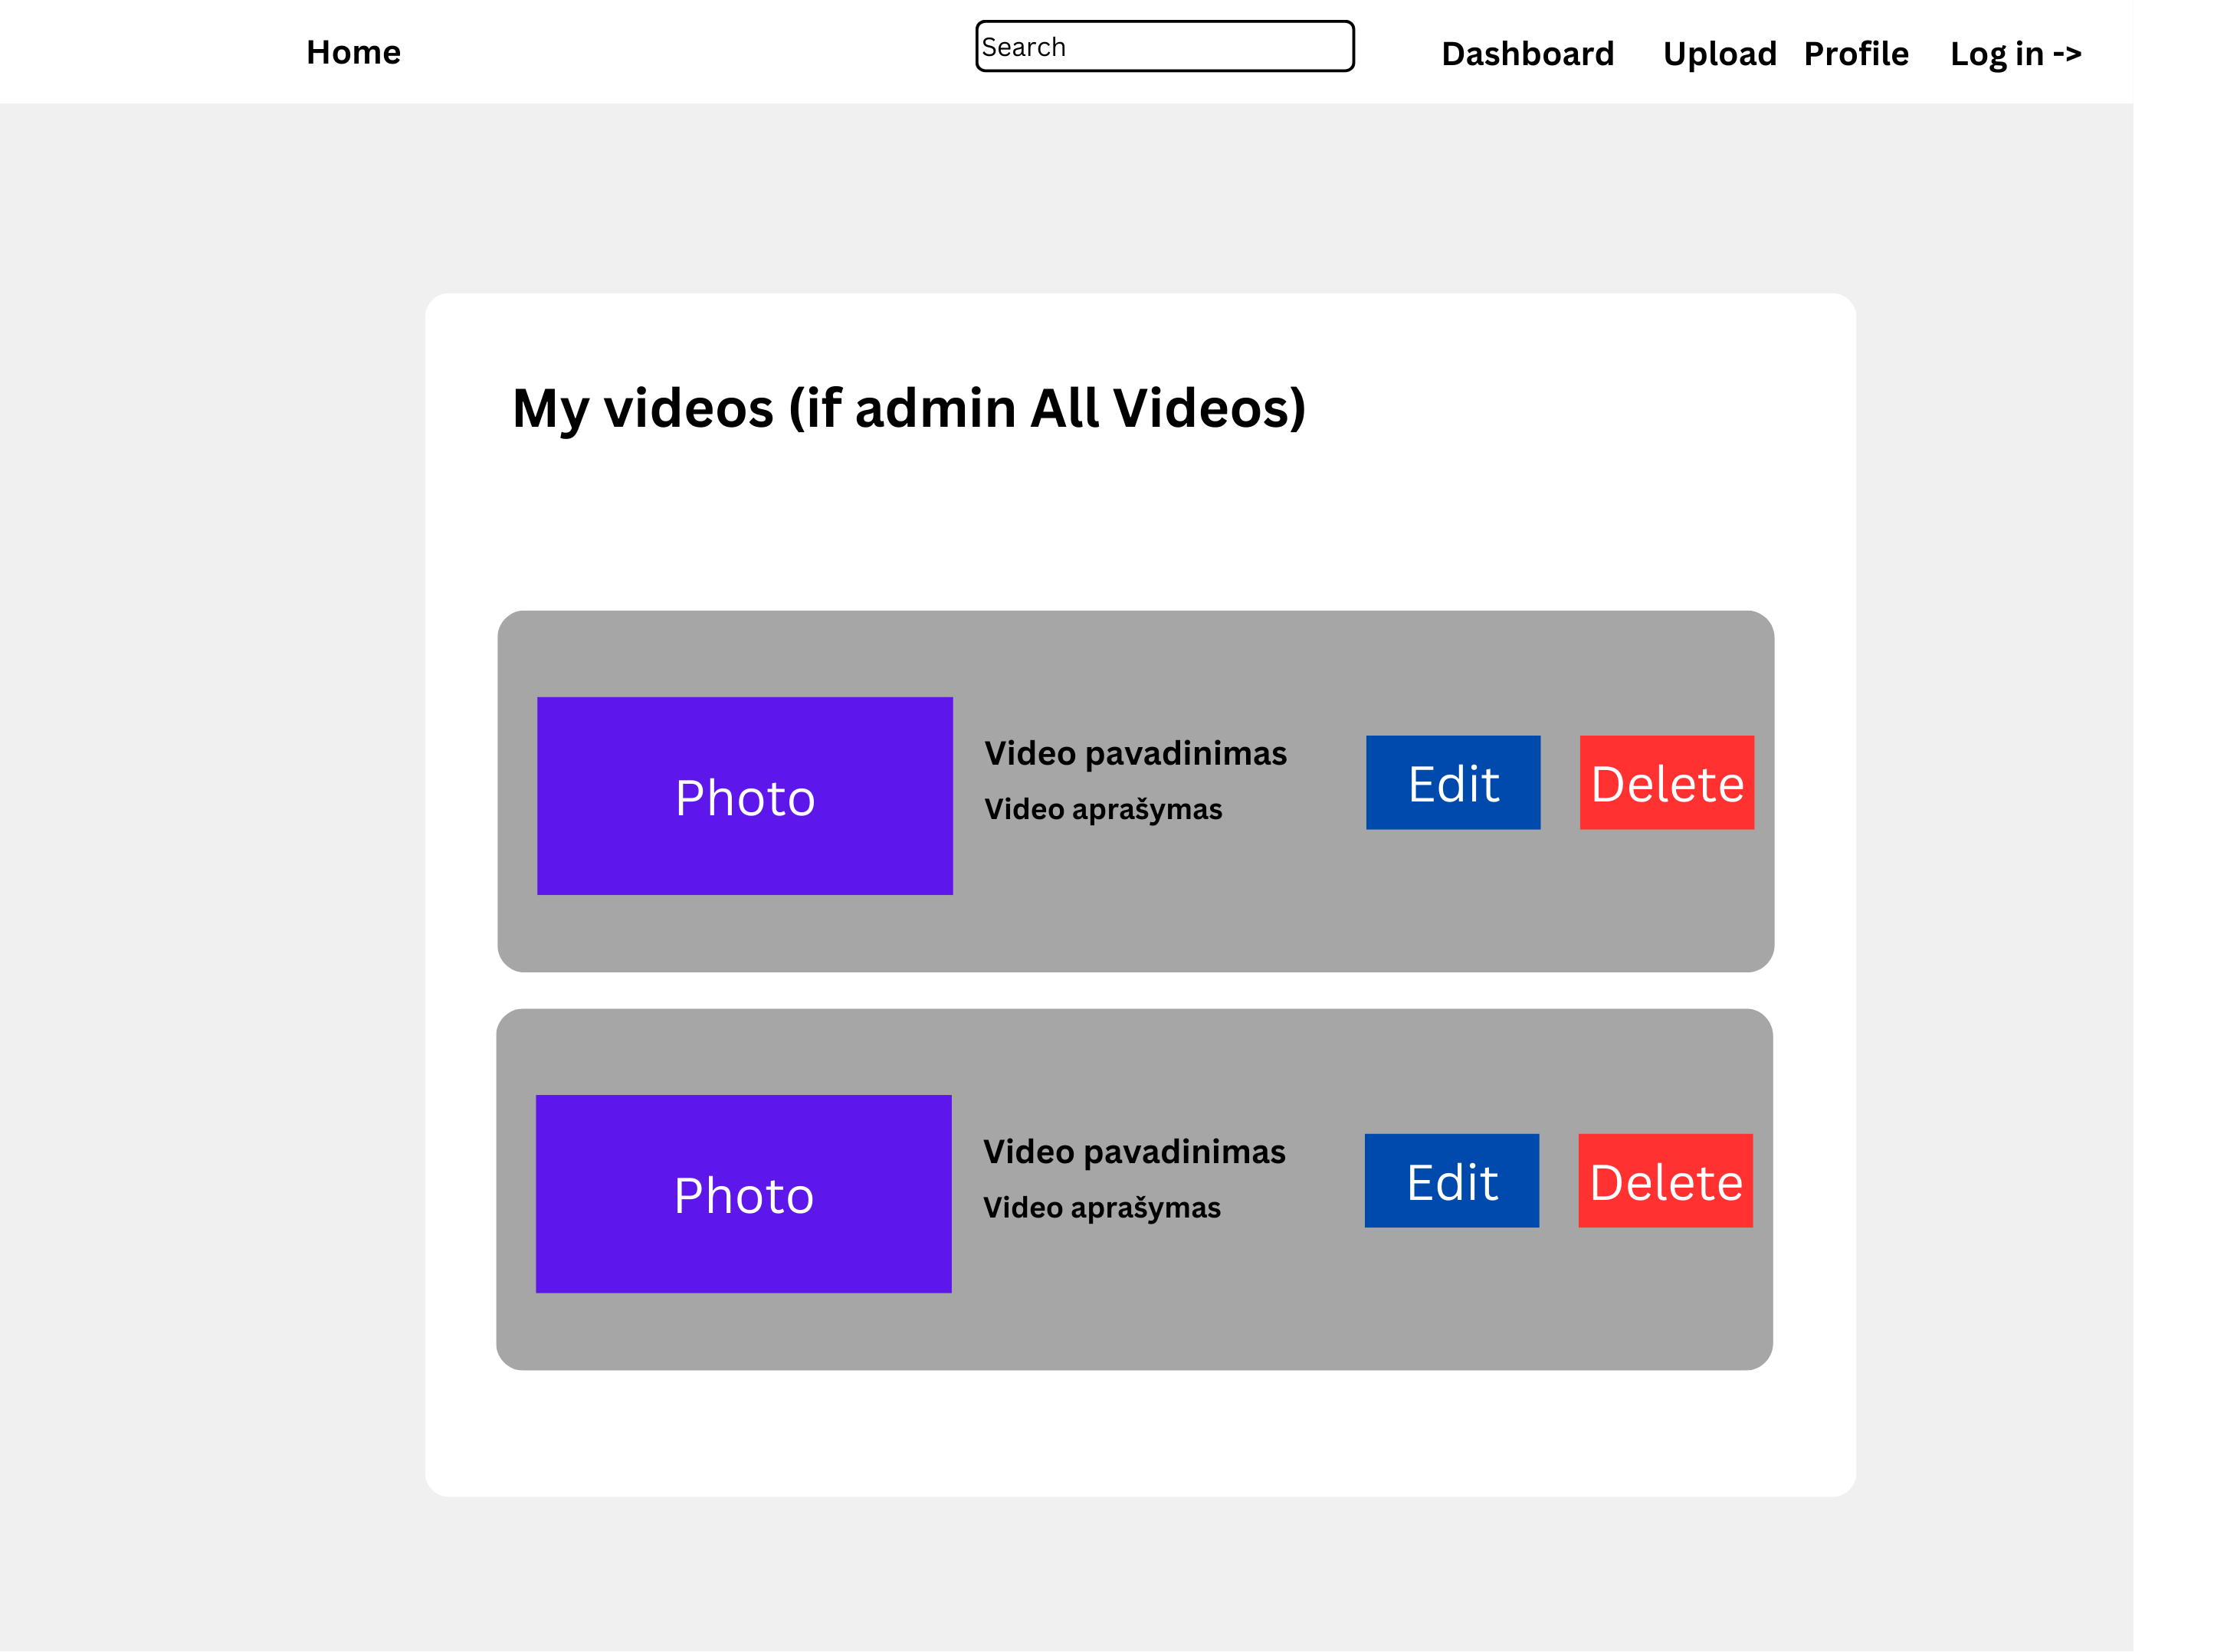 Home Search Dashboard Upload Profile Log in ->
My videos (if admin All Videos)
Photo
Video pavadinimas
Video aprašymas
Edit
Delete
Photo
Video pavadinimas
Video aprašymas
Edit
Delete